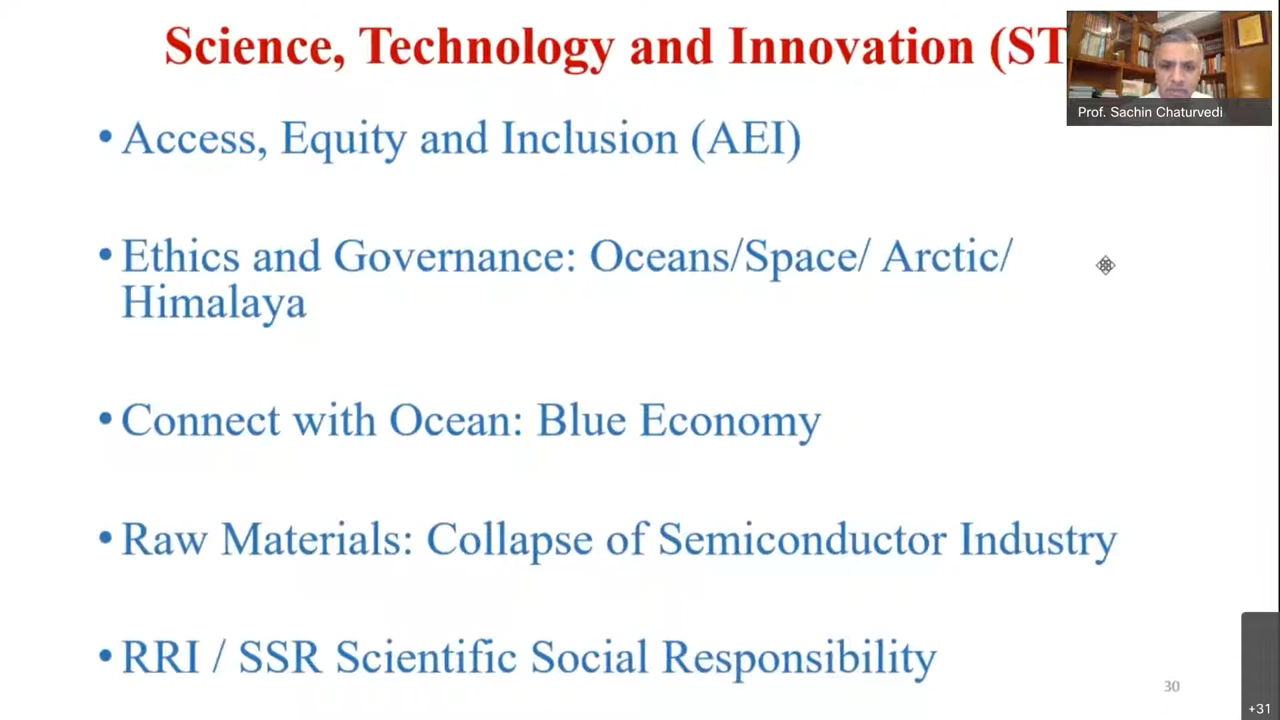 Science, Technology and Innovation (ST
Prof. Sachin Chaturvedi
• Access, Equity and Inclusion (AEI)
• Ethics and Governance: Oceans/Space/ Arctic/
Himalaya
• Connect with Ocean: Blue Economy
• Raw Materials: Collapse of Semiconductor Industry
• RRI / SSR Scientific Social Responsibility
30
+31